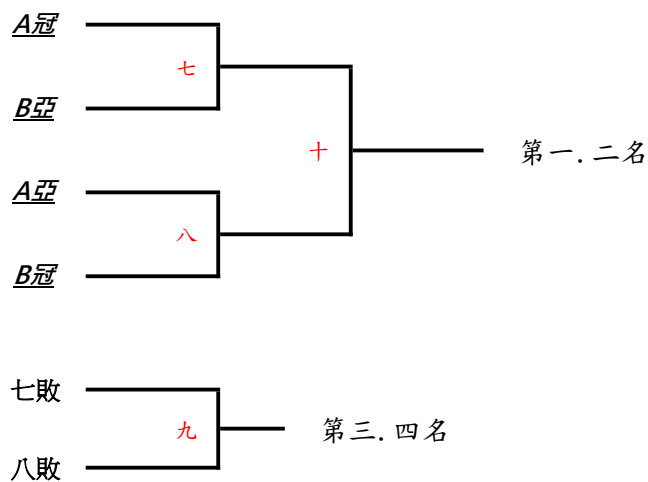 A冠
七
B亞
十
第一.二名
A亞
八
B冠
七敗
九
第三.四名
八敗